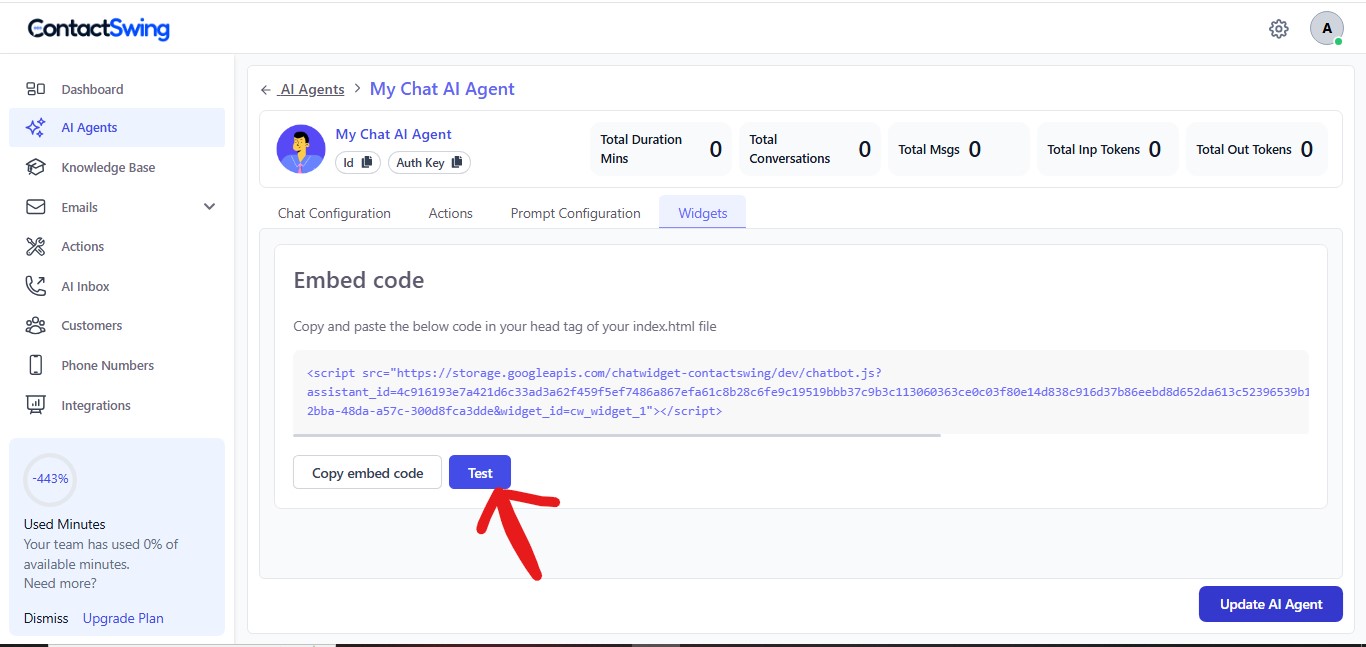 ContactSwing
A
Dashboard
AI Agents
Knowledge Base
Emails
Actions
AI Inbox
Customers
Phone Numbers
Integrations
-443%
Used Minutes
Your team has used 0% of
available minutes.
Need more?
Dismiss Upgrade Plan
← AI Agents > My Chat AI Agent
My Chat AI Agent
Id Auth Key
Total Duration
Mins
0
Total
Conversations
0
Total Msgs 0
Total Inp Tokens 0
Total Out Tokens 0
Chat Configuration Actions Prompt Configuration Widgets
Embed code
Copy and paste the below code in your head tag of your index.html file
<script src="https://storage.googleapis.com/chatwidget-contactswing/dev/chatbot.js?
assistant_id=4c916193e7a421d6c33ad3a62f459f5ef7486a867efa61c8b28c6fe9c19519bbb37c9b3c113060363ce0c03f80e14d838c916d37b86eebd8d652da613c52396539b1
2bba-48da-a57c-300d8fca3dde&widget_id=cw_widget_1"></script>
Copy embed code Test
Update AI Agent